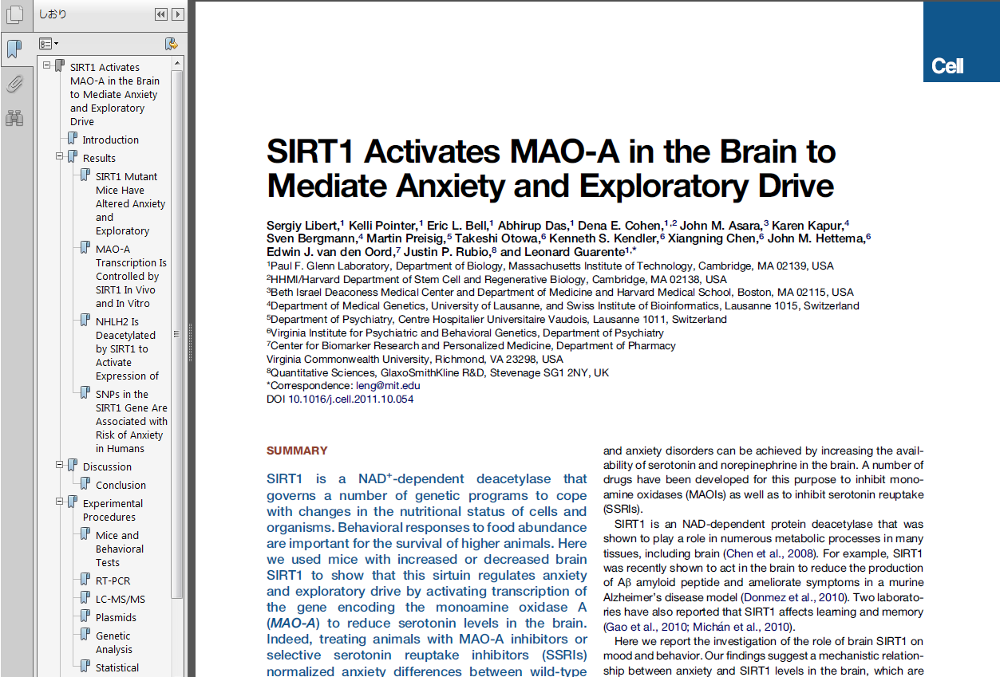 しおり
SIRT1 Activates
MAO-A in the Brain
to Mediate Anxiety
and Exploratory
Drive
Introduction
Results
SIRT1 Mutant
Mice Have
Altered Anxiety
and
Exploratory
MAO-A
Transcription Is
Controlled by
SIRT1 In Vivo
and In Vitro
NHLH2 Is
Deacetylated
by SIRT1 to
Activate
Expression of
SNPs in the
SIRT1 Gene Are
Associated with
Risk of Anxiety
in Humans
Discussion
Conclusion
Experimental
Procedures
Mice and
Behavioral
Tests
RT-PCR
LC-MS/MS
Plasmids
Genetic
Analysis
Statistical
Cell
SIRT1 Activates MAO-A in the Brain to
Mediate Anxiety and Exploratory Drive
Sergiy Libert,¹ Kelli Pointer,¹ Eric L. Bell,¹ Abhirup Das,¹ Dena E. Cohen,¹,² John M. Asara,³ Karen Kapur,⁴
Sven Bergmann,⁴ Martin Preisig,⁵ Takeshi Otowa,⁶ Kenneth S. Kendler,⁶ Xiangning Chen,⁶ John M. Hettema,⁶
Edwin J. van den Oord,⁷ Justin P. Rubio,⁸ and Leonard Guarente¹,*
¹Paul F. Glenn Laboratory, Department of Biology, Massachusetts Institute of Technology, Cambridge, MA 02139, USA
²HHMI/Harvard Department of Stem Cell and Regenerative Biology, Cambridge, MA 02138, USA
³Beth Israel Deaconess Medical Center and Department of Medicine and Harvard Medical School, Boston, MA 02115, USA
⁴Department of Medical Genetics, University of Lausanne, and Swiss Institute of Bioinformatics, Lausanne 1015, Switzerland
⁵Department of Psychiatry, Centre Hospitalier Universitaire Vaudois, Lausanne 1011, Switzerland
⁶Virginia Institute for Psychiatric and Behavioral Genetics, Department of Psychiatry
⁷Center for Biomarker Research and Personalized Medicine, Department of Pharmacy
Virginia Commonwealth University, Richmond, VA 23298, USA
⁸Quantitative Sciences, GlaxoSmithKline R&D, Stevenage SG1 2NY, UK
*Correspondence: leng@mit.edu
DOI 10.1016/j.cell.2011.10.054
SUMMARY
SIRT1 is a NAD⁺-dependent deacetylase that
governs a number of genetic programs to cope
with changes in the nutritional status of cells and
organisms. Behavioral responses to food abundance
are important for the survival of higher animals. Here
we used mice with increased or decreased brain
SIRT1 to show that this sirtuin regulates anxiety
and exploratory drive by activating transcription of
the gene encoding the monoamine oxidase A
(MAO-A) to reduce serotonin levels in the brain.
Indeed, treating animals with MAO-A inhibitors or
selective serotonin reuptake inhibitors (SSRIs)
normalized anxiety differences between wild-type
and anxiety disorders can be achieved by increasing the avail-
ability of serotonin and norepinephrine in the brain. A number of
drugs have been developed for this purpose to inhibit mono-
amine oxidases (MAOIs) as well as to inhibit serotonin reuptake
(SSRIs).
SIRT1 is an NAD-dependent protein deacetylase that was
shown to play a role in numerous metabolic processes in many
tissues, including brain (Chen et al., 2008). For example, SIRT1
was recently shown to act in the brain to reduce the production
of Aβ amyloid peptide and ameliorate symptoms in a murine
Alzheimer's disease model (Donmez et al., 2010). Two laborato-
ries have also reported that SIRT1 affects learning and memory
(Gao et al., 2010; Michán et al., 2010).
Here we report the investigation of the role of brain SIRT1 on
mood and behavior. Our findings suggest a mechanistic relation-
ship between anxiety and SIRT1 levels in the brain, which are